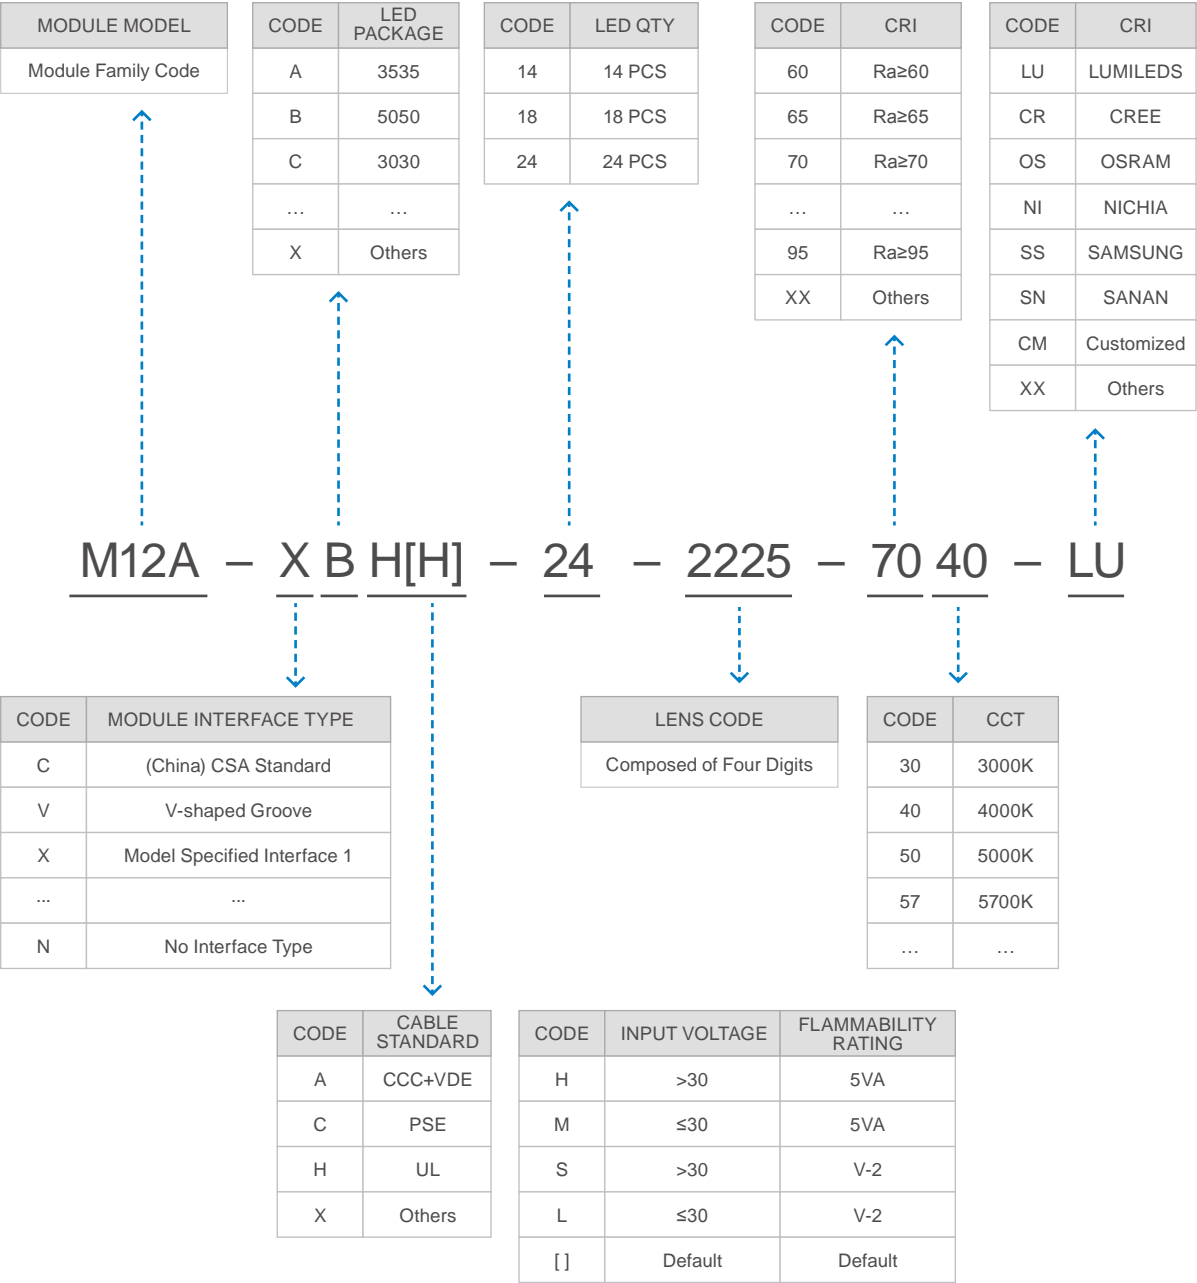 MODULE MODEL
Module Family Code
CODE LED PACKAGE
A 3535
B 5050
C 3030
... ...
X Others
CODE LED QTY
14 14 PCS
18 18 PCS
24 24 PCS
CODE CRI
60 Ra≥60
65 Ra≥65
70 Ra≥70
... ...
95 Ra≥95
XX Others
CODE CRI
LU LUMILEDS
CR CREE
OS OSRAM
NI NICHIA
SS SAMSUNG
SN SANAN
CM Customized
XX Others
M12A – X B H[H] – 24 – 2225 – 70 40 – LU
CODE MODULE INTERFACE TYPE
C (China) CSA Standard
V V-shaped Groove
X Model Specified Interface 1
... ...
N No Interface Type
LENS CODE
Composed of Four Digits
CODE CCT
30 3000K
40 4000K
50 5000K
57 5700K
... ...
CODE CABLE STANDARD
A CCC+VDE
C PSE
H UL
X Others
CODE INPUT VOLTAGE FLAMMABILITY RATING
H >30 5VA
M ≤30 5VA
S >30 V-2
L ≤30 V-2
[ ] Default Default